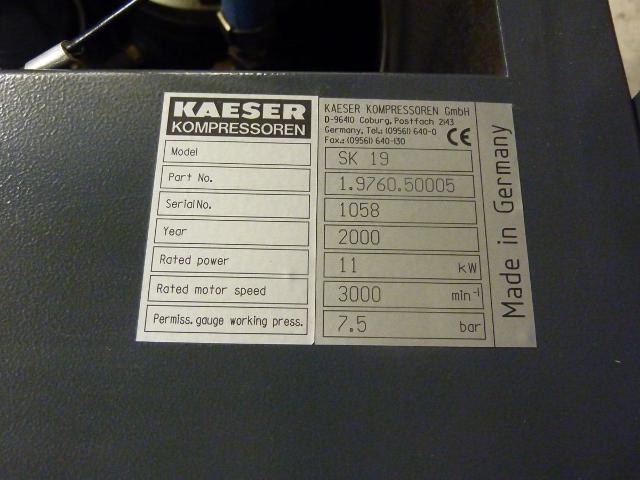 KAESER
KOMPRESSOREN
KAESER KOMPRESSOREN GmbH
D-96410 Coburg, Postfach 2143
Germany, Tel.: (09561) 640-0
Fax.: (09561) 640-130
CE
Model SK 19
Part No. 1.9760.50005
Serial No. 1058
Year 2000
Rated power 11 kW
Rated motor speed 3000 min⁻¹
Permiss. gauge working press. 7.5 bar
Made in Germany